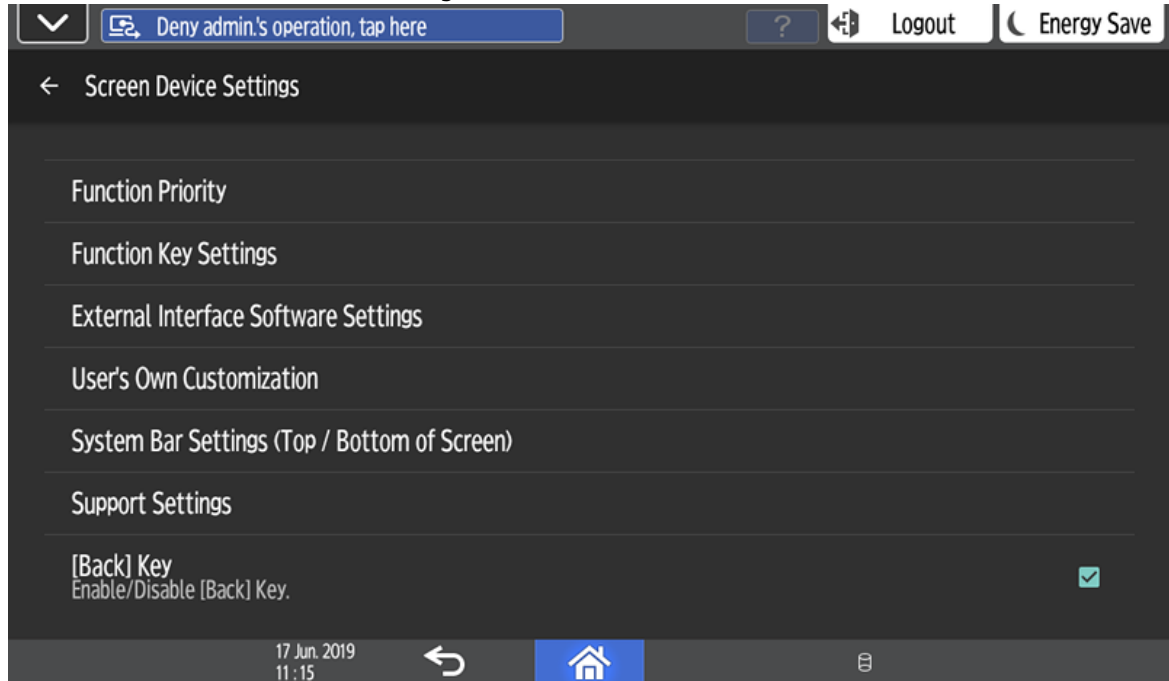 Deny admin.'s operation, tap here
?
Logout
Energy Save
Screen Device Settings
Function Priority
Function Key Settings
External Interface Software Settings
User's Own Customization
System Bar Settings (Top / Bottom of Screen)
Support Settings
[Back] Key
Enable/Disable [Back] Key.
17 Jun. 2019
11 : 15